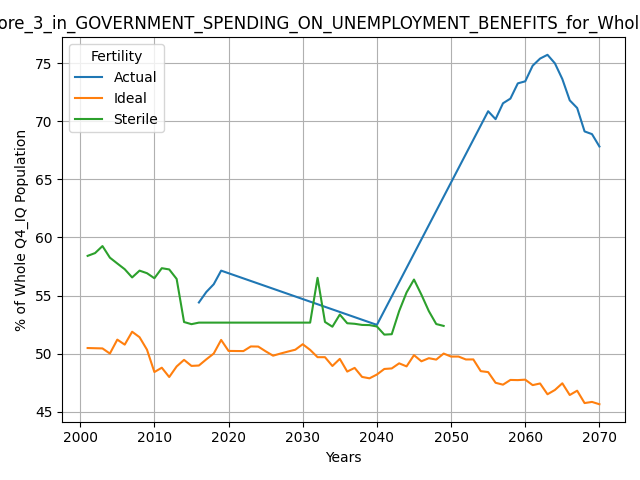 ore_3_in_GOVERNMENT_SPENDING_ON_UNEMPLOYMENT_BENEFITS_for_Whol
Fertility
Actual
Ideal
Sterile
% of Whole Q4_IQ Population
75
70
65
60
55
50
45
2000 2010 2020 2030 2040 2050 2060 2070
Years